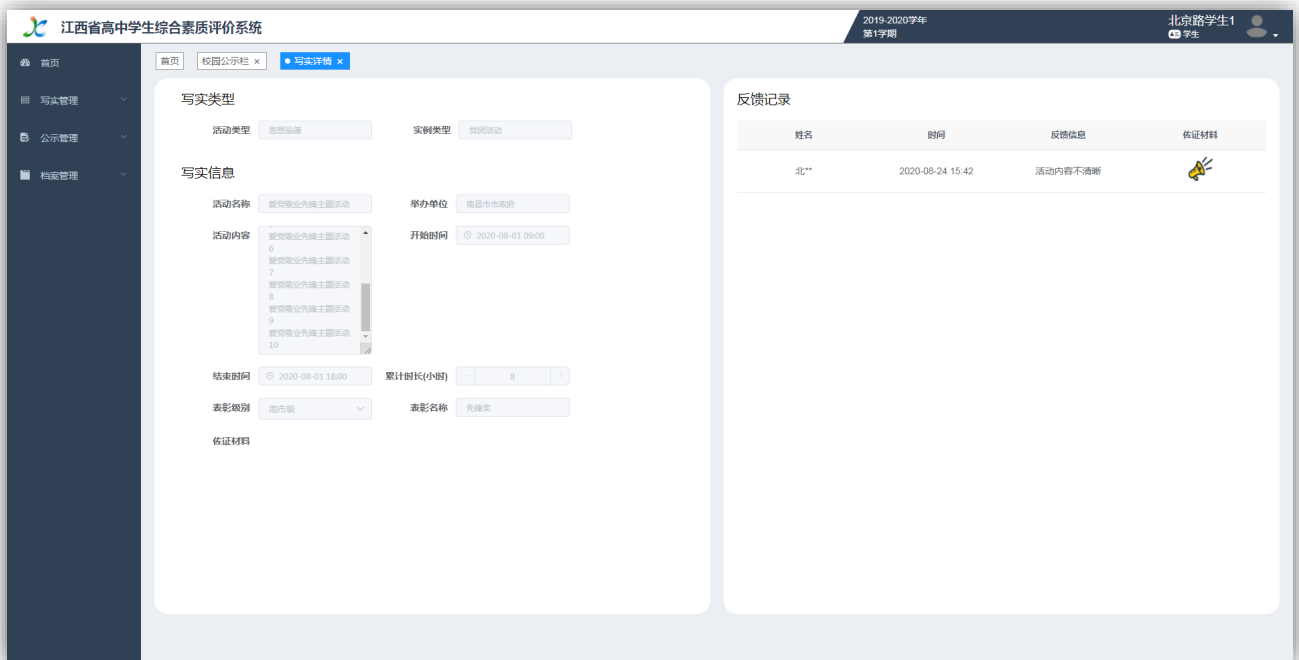 江西省高中学生综合素质评价系统
2019-2020学年
第1学期
北京路学生1
学生
首页
写实管理
公示管理
档案管理
首页
校园公示栏 ×
写实详情 ×
写实类型
活动类型 思想品德 实例类型 党团活动
写实信息
活动名称 爱党敬业先锋主题活动 举办单位 南昌市市政府
活动内容 爱党敬业先锋主题活动 开始时间 2020-08-01 09:00
6
爱党敬业先锋主题活动
7
爱党敬业先锋主题活动
8
爱党敬业先锋主题活动
9
爱党敬业先锋主题活动
10
结束时间 2020-08-01 18:00 累计时长(小时) - 8 +
表彰级别 地市级 表彰名称 先锋奖
佐证材料
反馈记录
姓名 时间 反馈信息 佐证材料
北** 2020-08-24 15:42 活动内容不清晰